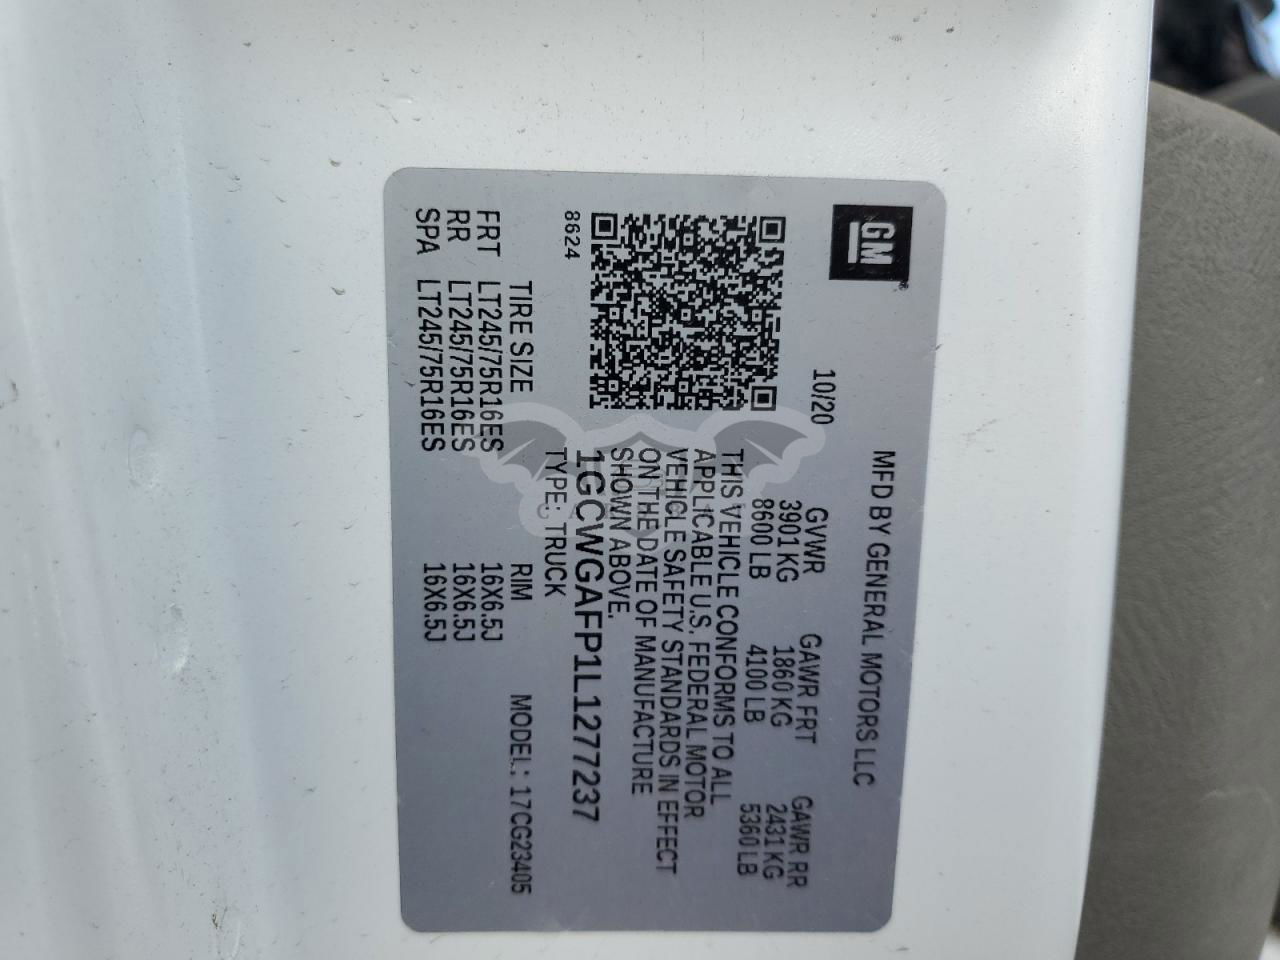 GM
MFD BY GENERAL MOTORS LLC
10/20
GVWR GAWR FRT GAWR RR
3901 KG 1860 KG 2431 KG
8600 LB 4100 LB 5360 LB
THIS VEHICLE CONFORMS TO ALL
APPLICABLE U.S. FEDERAL MOTOR
VEHICLE SAFETY STANDARDS IN EFFECT
ON THE DATE OF MANUFACTURE
SHOWN ABOVE.
8624
1GCWGAFP1L1277237
TYPE: TRUCK
TIRE SIZE RIM MODEL: 17CG23405
FRT LT245/75R16ES 16X6.5J
RR LT245/75R16ES 16X6.5J
SPA LT245/75R16ES 16X6.5J